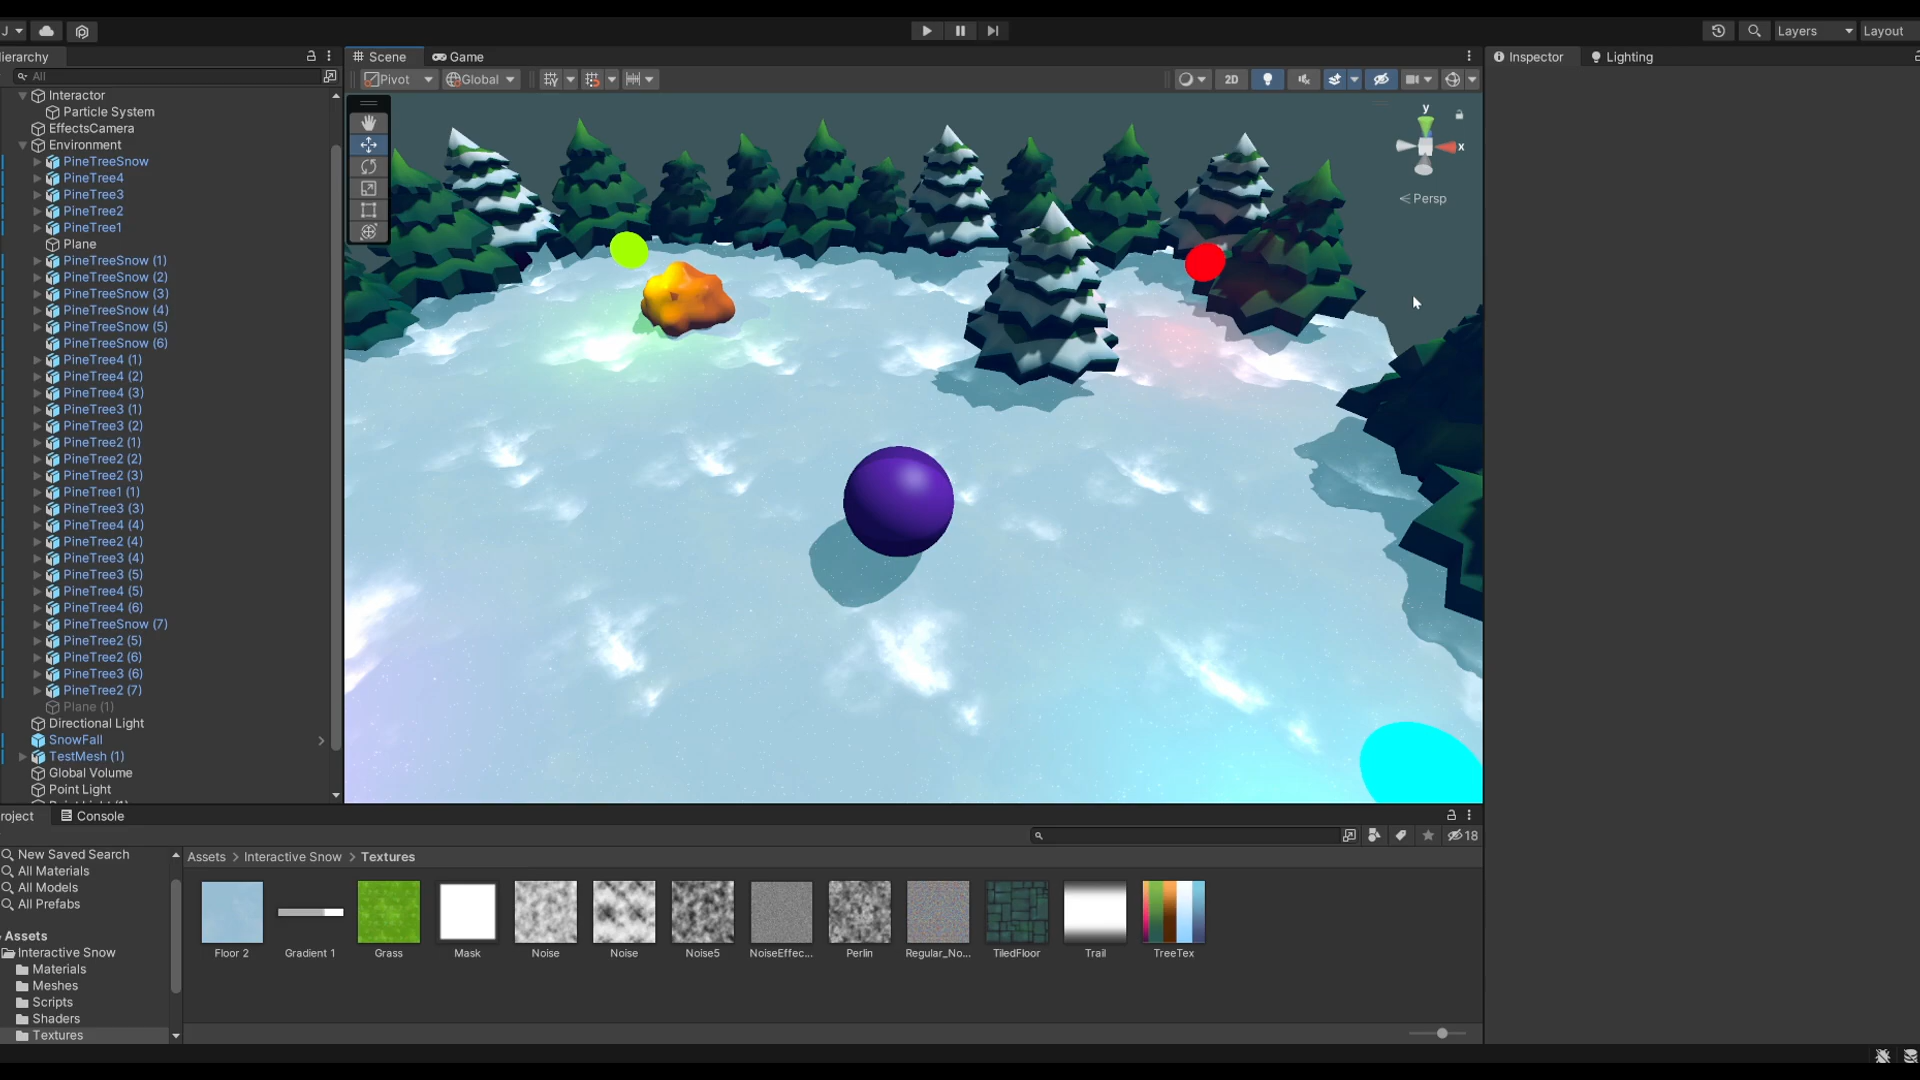 J
Layers
Layout
ierarchy
Scene
Game
Inspector
Lighting
All
Pivot
Global
2D
Interactor
Particle System
EffectsCamera
Environment
PineTreeSnow
PineTree4
PineTree3
PineTree2
PineTree1
Plane
PineTreeSnow (1)
PineTreeSnow (2)
PineTreeSnow (3)
PineTreeSnow (4)
PineTreeSnow (5)
PineTreeSnow (6)
PineTree4 (1)
PineTree4 (2)
PineTree4 (3)
PineTree3 (1)
PineTree3 (2)
PineTree2 (1)
PineTree2 (2)
PineTree2 (3)
PineTree1 (1)
PineTree3 (3)
PineTree4 (4)
PineTree2 (4)
PineTree3 (4)
PineTree3 (5)
PineTree4 (5)
PineTree4 (6)
PineTreeSnow (7)
PineTree2 (5)
PineTree2 (6)
PineTree3 (6)
PineTree2 (7)
Plane (1)
Directional Light
SnowFall
TestMesh (1)
Global Volume
Point Light
y
x
< Persp
roject
Console
18
New Saved Search
All Materials
All Models
All Prefabs
Assets
Interactive Snow
Materials
Meshes
Scripts
Shaders
Textures
Assets > Interactive Snow > Textures
Floor 2
Gradient 1
Grass
Mask
Noise
Noise
Noise5
NoiseEffec...
Perlin
Regular_No...
TiledFloor
Trail
TreeTex